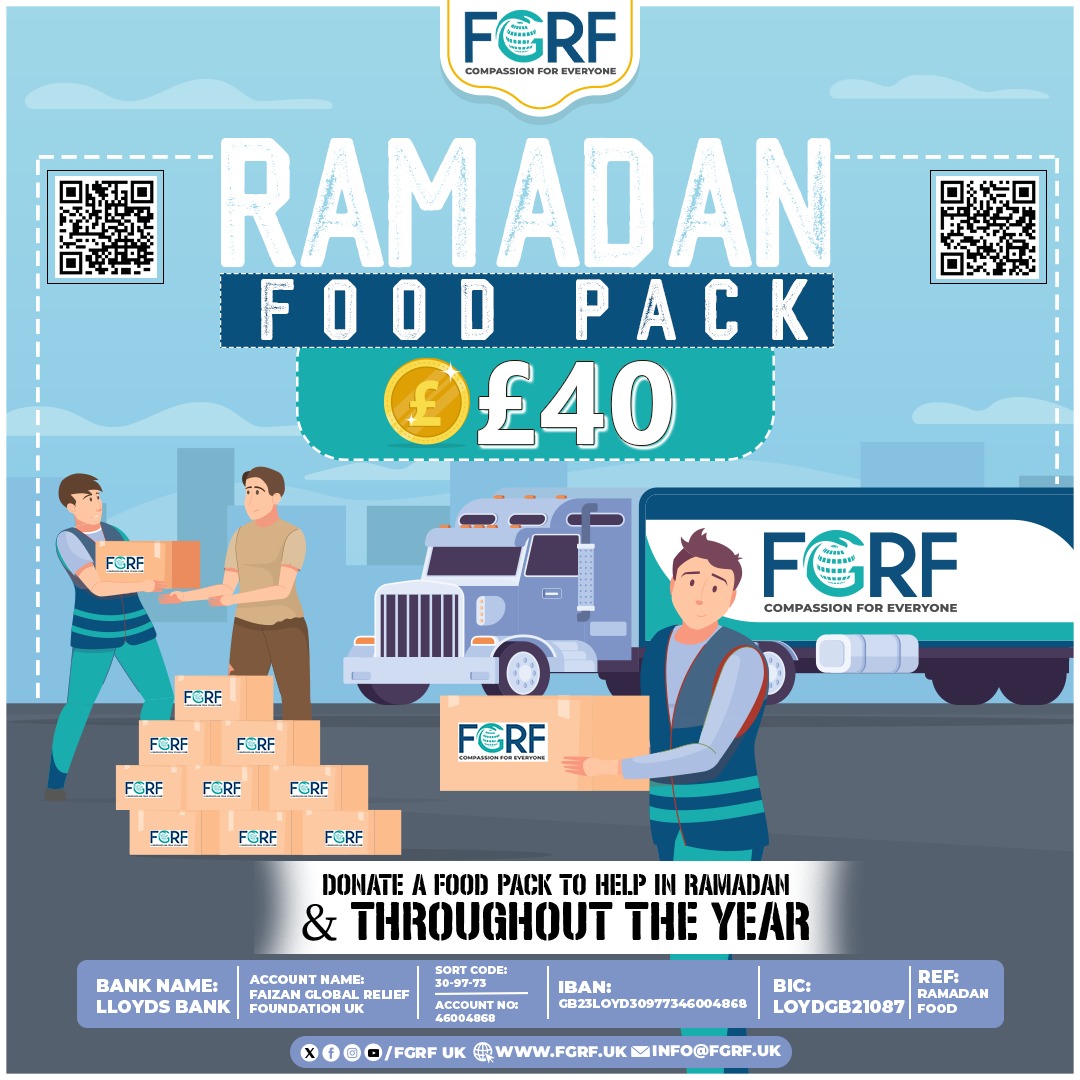 FGRF
COMPASSION FOR EVERYONE
RAMADAN
FOOD PACK
£ £40
FGRF
FGRF
COMPASSION FOR EVERYONE
FGRF
FGRF FGRF
FGRF FGRF FGRF
FGRF FGRF FGRF
FGRF
COMPASSION FOR EVERYONE
DONATE A FOOD PACK TO HELP IN RAMADAN
& THROUGHOUT THE YEAR
BANK NAME:
LLOYDS BANK
ACCOUNT NAME:
FAIZAN GLOBAL RELIEF
FOUNDATION UK
SORT CODE:
30-97-73
ACCOUNT NO:
46004868
IBAN:
GB23LOYD30977346004868
BIC:
LOYDGB21087
REF:
RAMADAN
FOOD
/FGRF UK WWW.FGRF.UK INFO@FGRF.UK